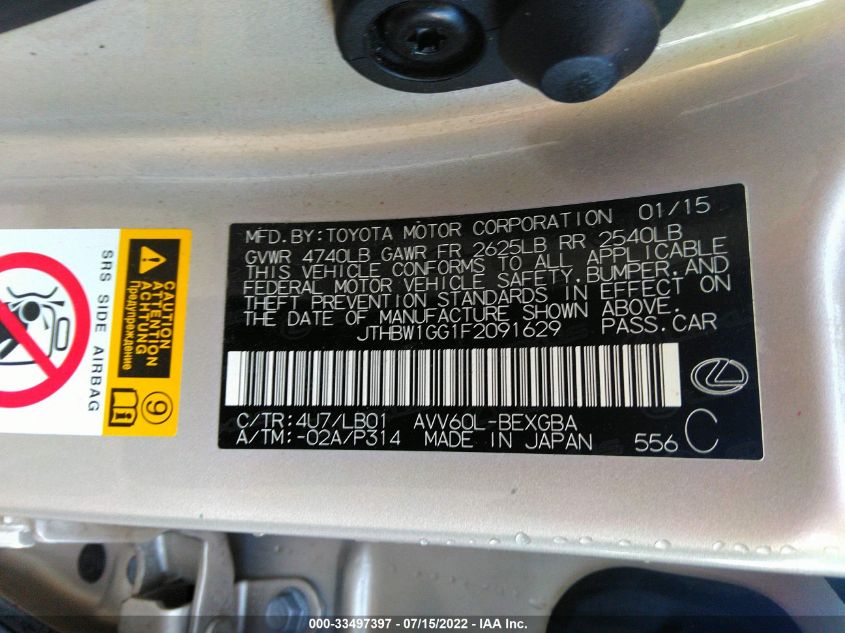 MFD.BY:TOYOTA MOTOR CORPORATION 01/15
GVWR 4740LB GAWR FR 2625LB RR 2540LB
THIS VEHICLE CONFORMS TO ALL APPLICABLE
FEDERAL MOTOR VEHICLE SAFETY,BUMPER,AND
THEFT PREVENTION STANDARDS IN EFFECT ON
THE DATE OF MANUFACTURE SHOWN ABOVE.
JTHBW1GG1F2091629 PASS.CAR
C/TR:4U7/LB01 AVV60L-BEXGBA
A/TM:-02A/P314 MADE IN JAPAN 556 C
SRS SIDE AIRBAG
CAUTION
ATTENTION
ACHTUNG
Предупреждение
9
000-33497397 - 07/15/2022 - IAA Inc.